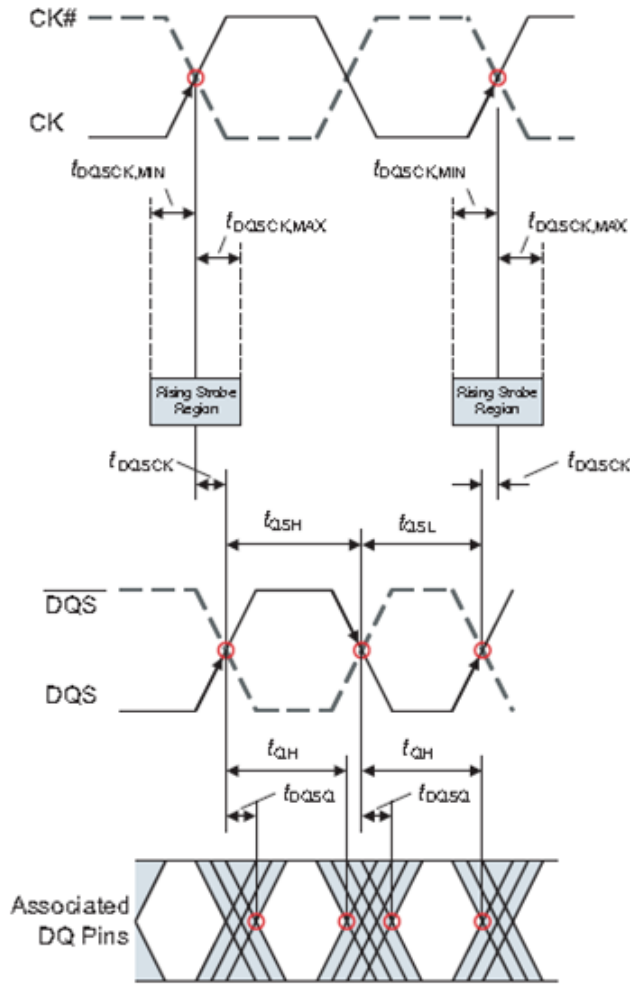 CK#
CK
tDQSCK,MIN
tDQSCK,MAX
tDQSCK,MIN
tDQSCK,MAX
Rising Strobe
Region
Rising Strobe
Region
tDQSCK
tDQSCK
tQSH
tQSL
DQS
DQS
tQH
tQH
tDQSQ
tDQSQ
Associated
DQ Pins